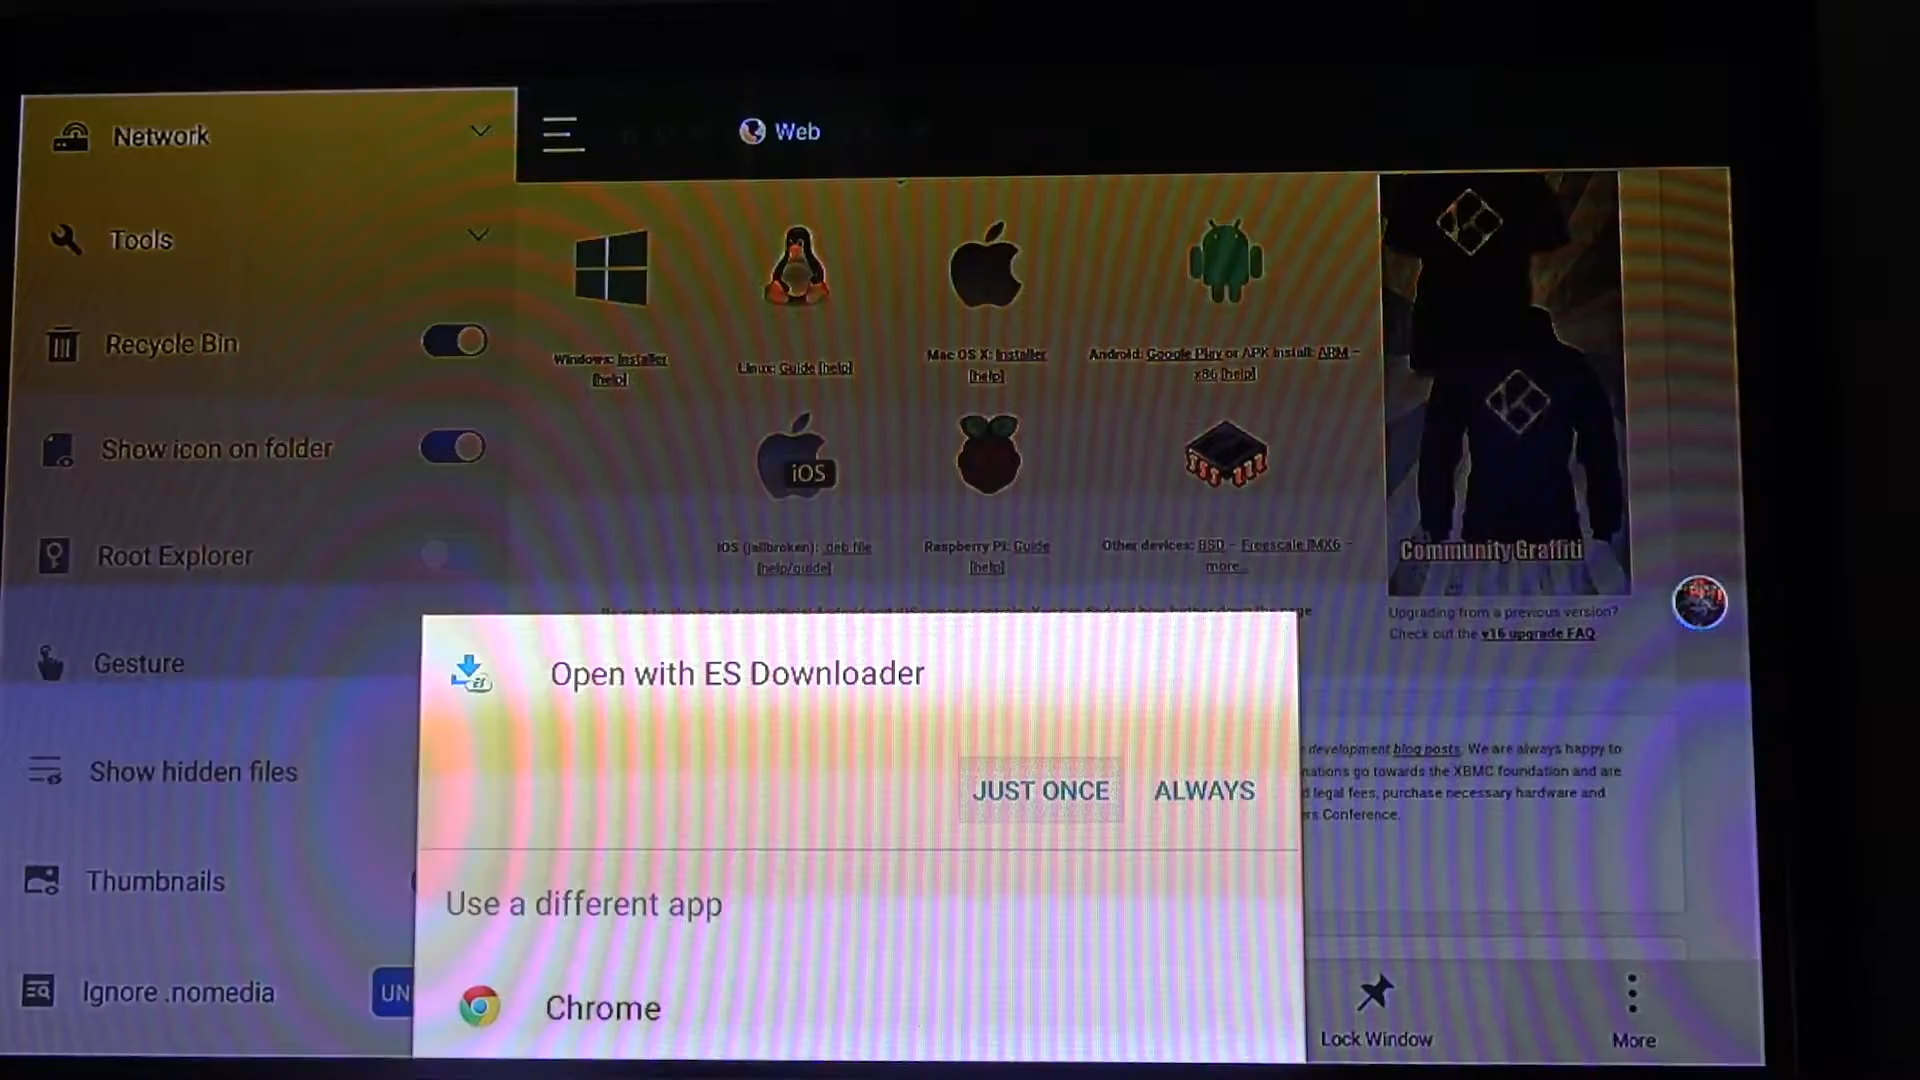 Network
Tools
Recycle Bin
Show icon on folder
Root Explorer
Gesture
Show hidden files
Thumbnails
Ignore .nomedia
UN
Web
Windows: Installer
[help]
Linux: Guide [help]
Mac OS X: Installer
[help]
Android: Google Play or APK install: ARM –
x86 [help]
iOS
iOS (jailbroken): .deb file
[help/guide]
Raspberry Pi: Guide
[help]
Other devices: BSD – Freescale iMX6 –
more...
Community Graffiti
Upgrading from a previous version?
Check out the v16 upgrade FAQ
Open with ES Downloader
JUST ONCE
ALWAYS
Use a different app
Chrome
development blog posts. We are always happy to
nations go towards the XBMC foundation and are
legal fees, purchase necessary hardware and
ers Conference.
Lock Window
More